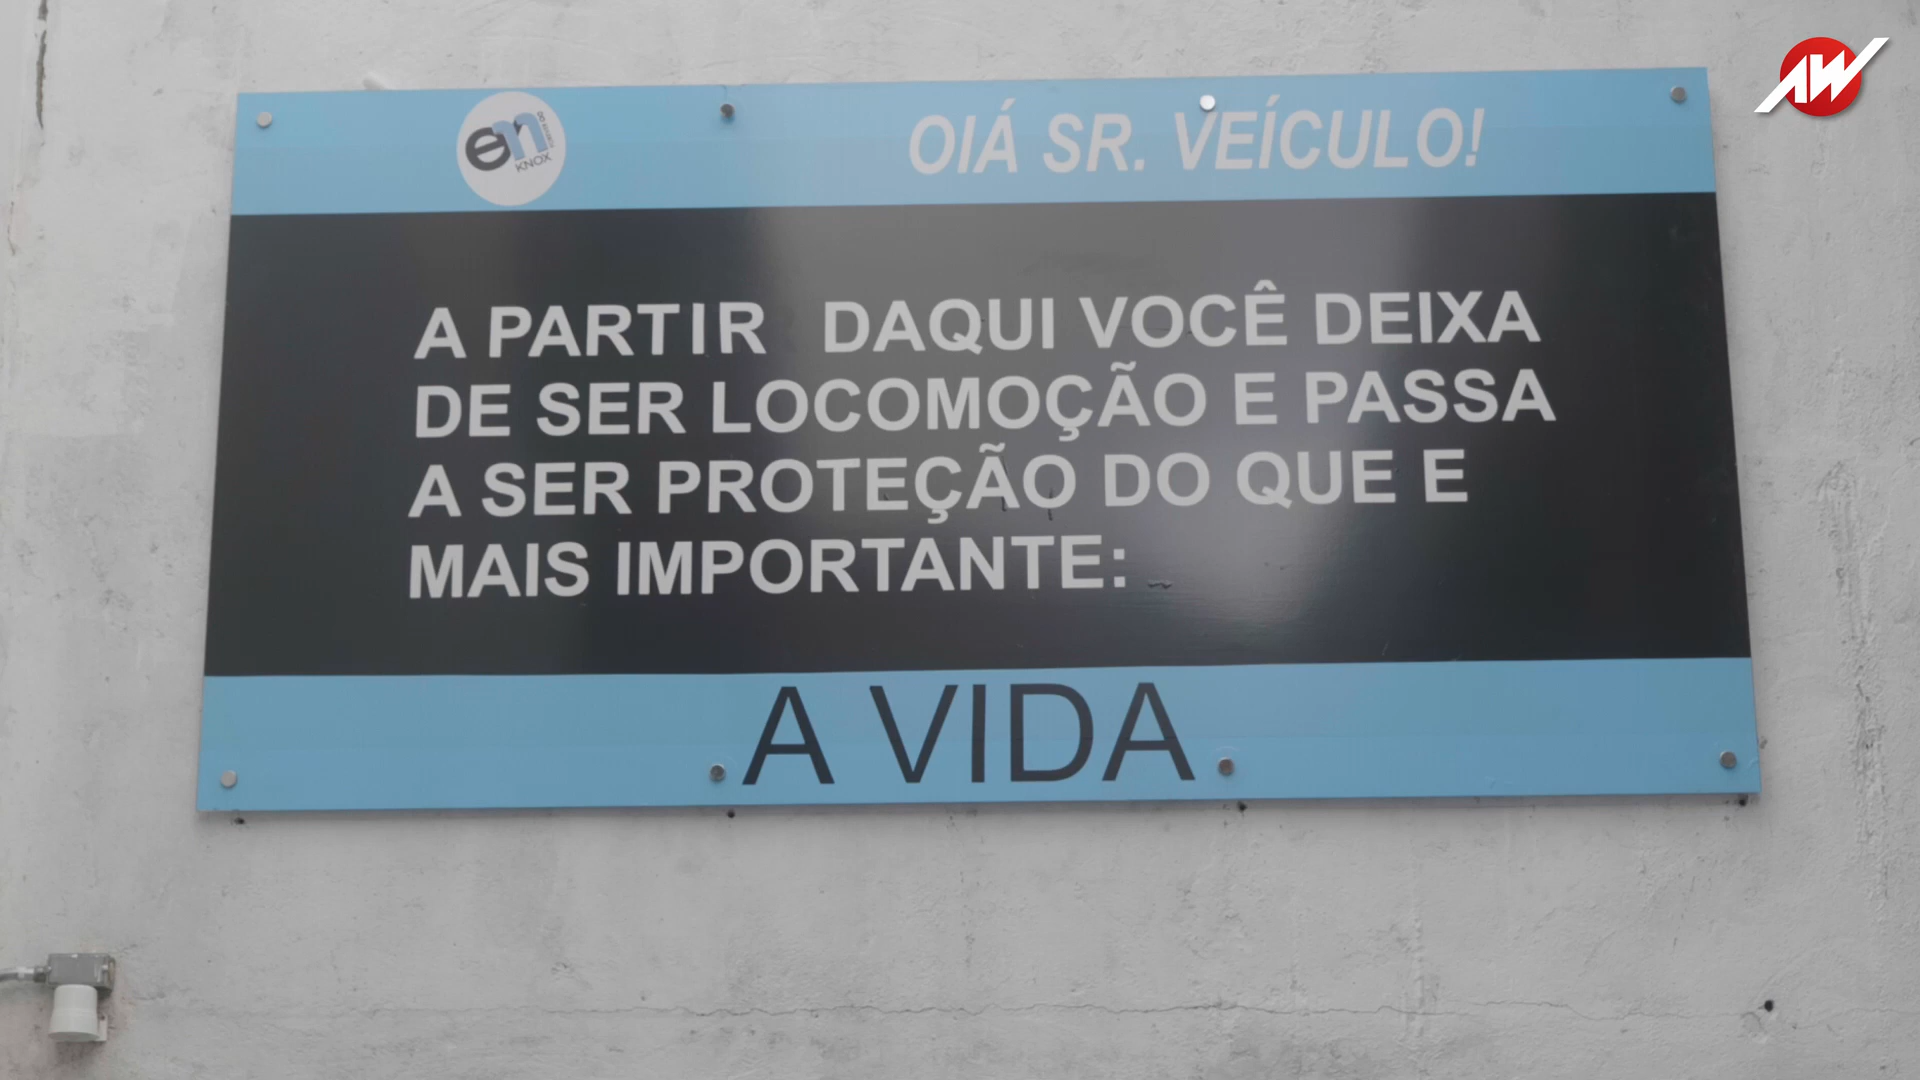 em
KNOX
OIÁ SR. VEÍCULO!
A PARTIR DAQUI VOCÊ DEIXA
DE SER LOCOMOÇÃO E PASSA
A SER PROTEÇÃO DO QUE E
MAIS IMPORTANTE:
A VIDA
AW